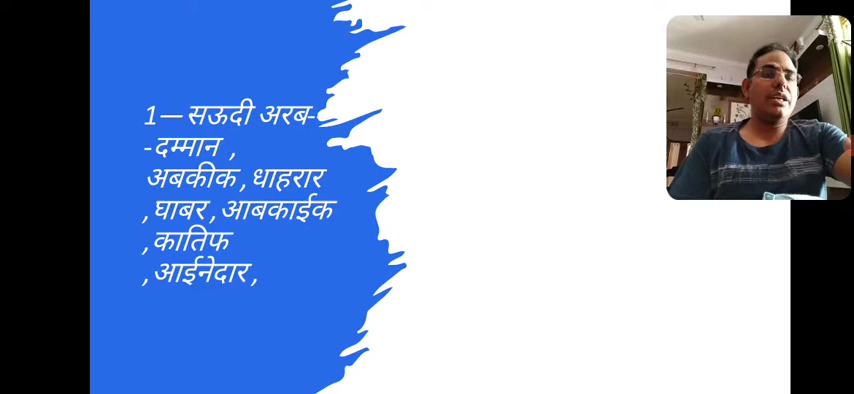 1—सऊदी अरब-
-दम्मान ,
अबकीक , धाहरार
, घाबर , आबकाईक
, कातिफ
, आईनेदार ,